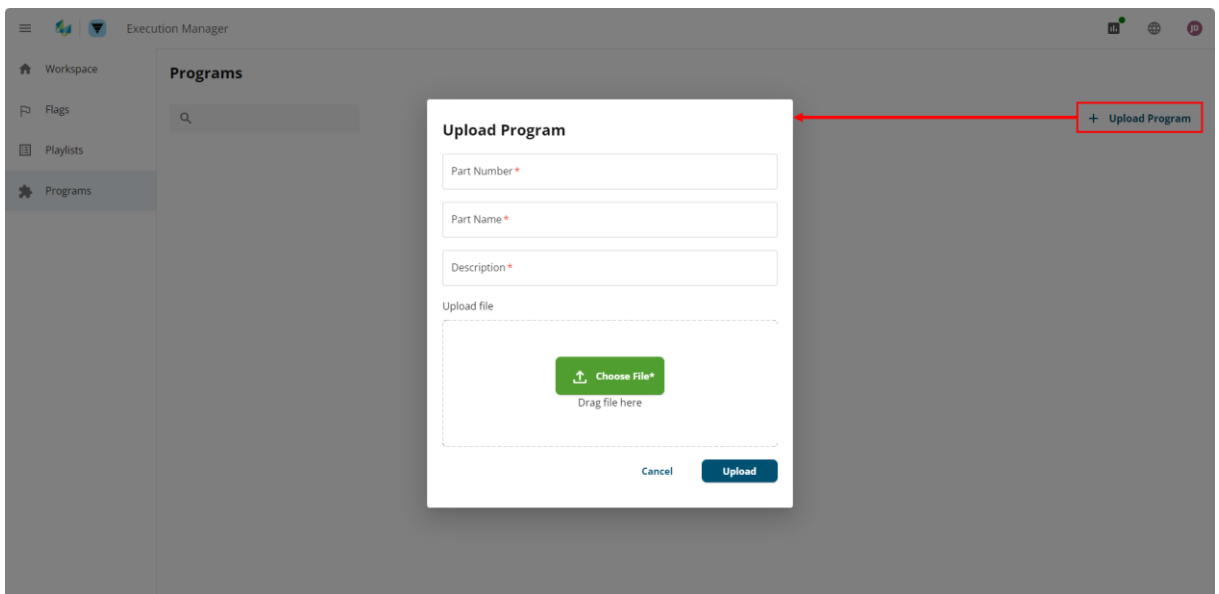 Execution Manager
JD
Workspace
Programs
Flags
Upload Program
+ Upload Program
Part Number*
Playlists
Programs
Part Name*
Description*
Upload file
Choose File*
Drag file here
Cancel
Upload